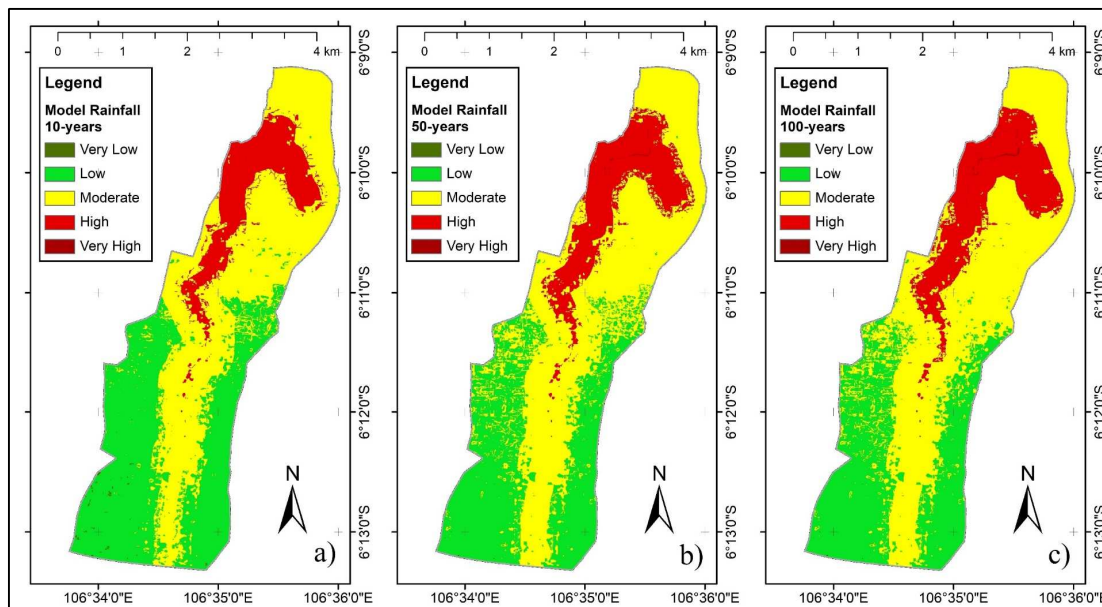 0 1 2 4 km
Legend
Model Rainfall
10-years
Very Low
Low
Moderate
High
Very High
N
a)
106°34'0"E 106°35'0"E 106°36'0"E
6°9'0"S
6°10'0"S
6°11'0"S
6°12'0"S
6°13'0"S
0 1 2 4 km
Legend
Model Rainfall
50-years
Very Low
Low
Moderate
High
Very High
N
b)
106°34'0"E 106°35'0"E 106°36'0"E
6°9'0"S
6°10'0"S
6°11'0"S
6°12'0"S
6°13'0"S
0 1 2 4 km
Legend
Model Rainfall
100-years
Very Low
Low
Moderate
High
Very High
N
c)
106°34'0"E 106°35'0"E 106°36'0"E
6°9'0"S
6°10'0"S
6°11'0"S
6°12'0"S
6°13'0"S